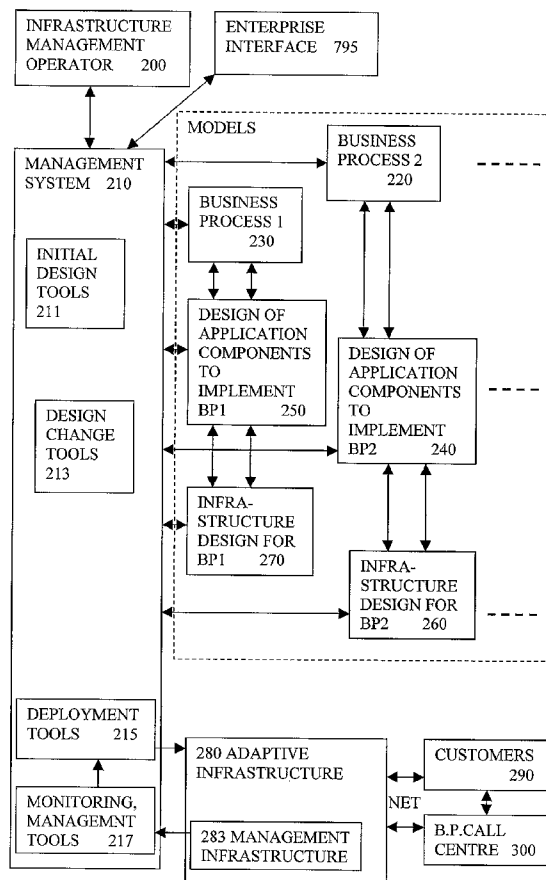 INFRASTRUCTURE
MANAGEMENT
OPERATOR 200
ENTERPRISE
INTERFACE 795
MODELS
MANAGEMENT
SYSTEM 210
BUSINESS
PROCESS 2
220
BUSINESS
PROCESS 1
230
INITIAL
DESIGN
TOOLS
211
DESIGN OF
APPLICATION
COMPONENTS
TO
IMPLEMENT
BP1 250
DESIGN OF
APPLICATION
COMPONENTS
TO
IMPLEMENT
BP2 240
DESIGN
CHANGE
TOOLS
213
INFRA-
STRUCTURE
DESIGN FOR
BP1 270
INFRA-
STRUCTURE
DESIGN FOR
BP2 260
DEPLOYMENT
TOOLS 215
280 ADAPTIVE
INFRASTRUCTURE
CUSTOMERS
290
NET
MONITORING,
MANAGEMNT
TOOLS 217
283 MANAGEMENT
INFRASTRUCTURE
B.P.CALL
CENTRE 300